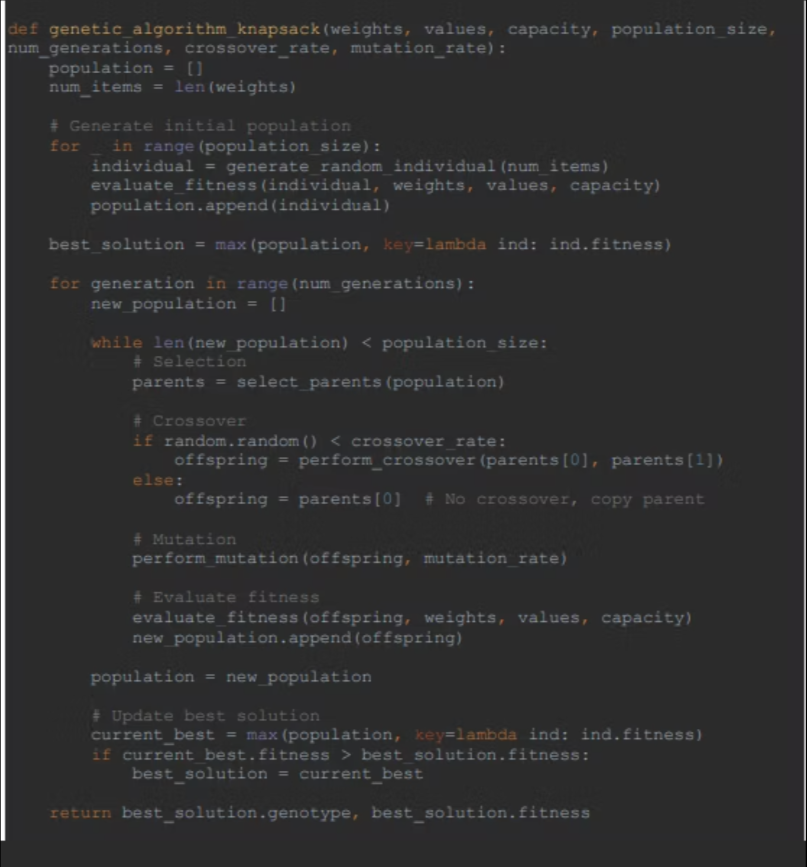 def genetic_algorithm_knapsack(weights, values, capacity, population_size,
num_generations, crossover_rate, mutation_rate):
    population = []
    num_items = len(weights)

    # Generate initial population
    for _ in range(population_size):
        individual = generate_random_individual(num_items)
        evaluate_fitness(individual, weights, values, capacity)
        population.append(individual)

    best_solution = max(population, key=lambda ind: ind.fitness)

    for generation in range(num_generations):
        new_population = []

        while len(new_population) < population_size:
            # Selection
            parents = select_parents(population)

            # Crossover
            if random.random() < crossover_rate:
                offspring = perform_crossover(parents[0], parents[1])
            else:
                offspring = parents[0]  # No crossover, copy parent

            # Mutation
            perform_mutation(offspring, mutation_rate)

            # Evaluate fitness
            evaluate_fitness(offspring, weights, values, capacity)
            new_population.append(offspring)

        population = new_population

        # Update best solution
        current_best = max(population, key=lambda ind: ind.fitness)
        if current_best.fitness > best_solution.fitness:
            best_solution = current_best

    return best_solution.genotype, best_solution.fitness